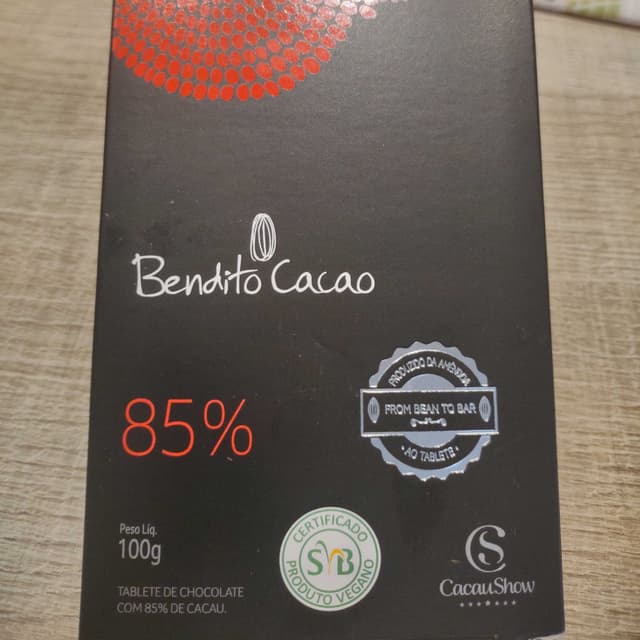 Bendito Cacao
PRODUZIDO DA AMÊNDOA
FROM BEAN TO BAR
AO TABLETE
85%
Peso Líq.
100g
CERTIFICADO
SVB
PRODUTO VEGANO
CS
CacauShow
TABLETE DE CHOCOLATE
COM 85% DE CACAU.